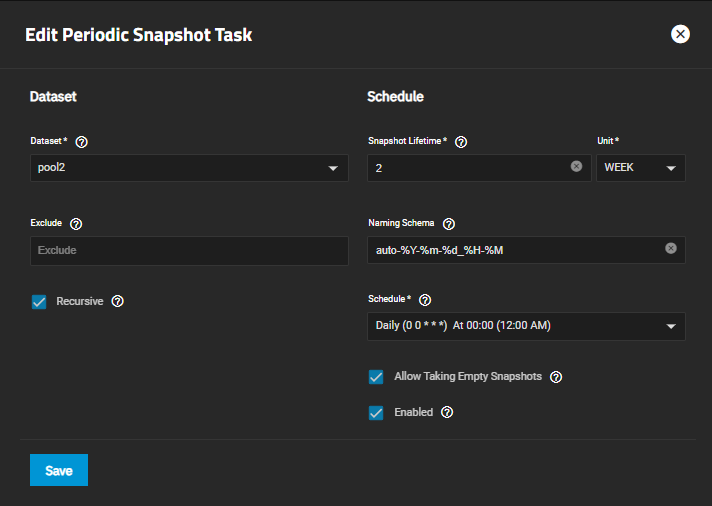 Edit Periodic Snapshot Task
Dataset
Dataset *
pool2
Exclude
Exclude
Recursive
Schedule
Snapshot Lifetime *
2
Unit *
WEEK
Naming Schema
auto-%Y-%m-%d_%H-%M
Schedule *
Daily (0 0 * * *) At 00:00 (12:00 AM)
Allow Taking Empty Snapshots
Enabled
Save